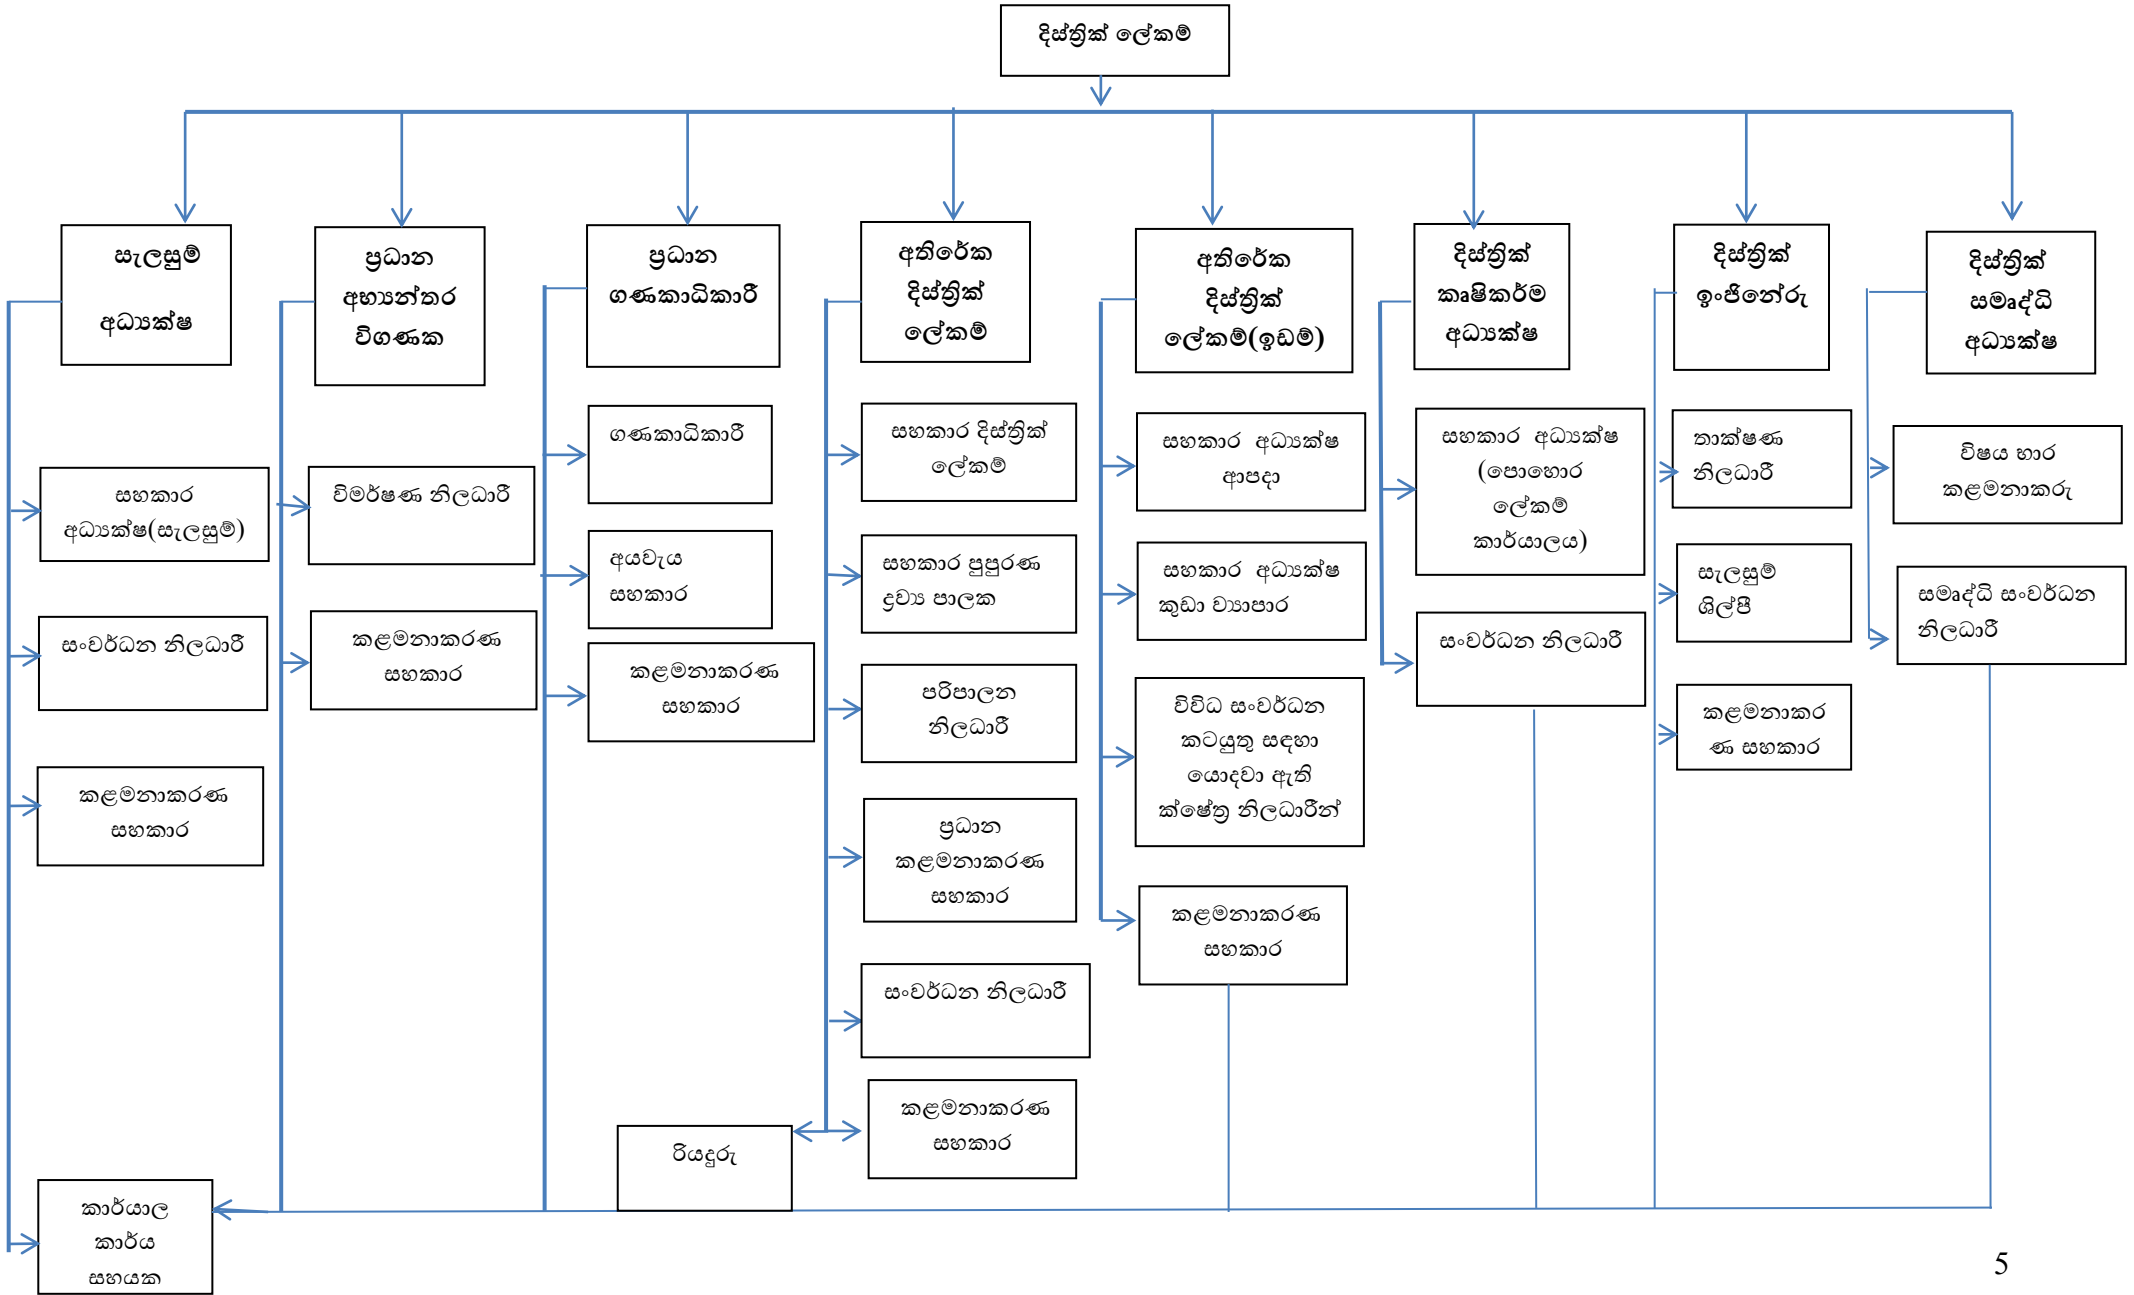 දිස්ත්‍රික් ලේකම්
සැලසුම්
අධ්‍යක්ෂ
සහකාර
අධ්‍යක්ෂ(සැලසුම්)
සංවර්ධන නිලධාරී
කළමනාකරණ
සහකාර
කාර්යාල
කාර්ය
සහයක
ප්‍රධාන
අභ්‍යන්තර
විගණක
විමර්ෂණ නිලධාරී
කළමනාකරණ
සහකාර
ප්‍රධාන
ගණකාධිකාරී
ගණකාධිකාරී
අයවැය
සහකාර
කළමනාකරණ
සහකාර
රියදුරු
අතිරේක
දිස්ත්‍රික්
ලේකම්
සහකාර දිස්ත්‍රික්
ලේකම්
සහකාර පුපුරණ
ද්‍රව්‍ය පාලක
පරිපාලන
නිලධාරී
ප්‍රධාන
කළමනාකරණ
සහකාර
සංවර්ධන නිලධාරී
කළමනාකරණ
සහකාර
අතිරේක
දිස්ත්‍රික්
ලේකම්(ඉඩම්)
සහකාර අධ්‍යක්ෂ
ආපදා
සහකාර අධ්‍යක්ෂ
කුඩා ව්‍යාපාර
විවිධ සංවර්ධන
කටයුතු සඳහා
යොදවා ඇති
ක්ෂේත්‍ර නිලධාරීන්
කළමනාකරණ
සහකාර
දිස්ත්‍රික්
කෘෂිකර්ම
අධ්‍යක්ෂ
සහකාර අධ්‍යක්ෂ
(පොහොර
ලේකම්
කාර්යාලය)
සංවර්ධන නිලධාරී
දිස්ත්‍රික්
ඉංජිනේරු
තාක්ෂණ
නිලධාරී
සැලසුම්
ශිල්පී
කළමනාකර
ණ සහකාර
දිස්ත්‍රික්
සමෘද්ධි
අධ්‍යක්ෂ
විෂය භාර
කළමනාකරු
සමෘද්ධි සංවර්ධන
නිලධාරී
5